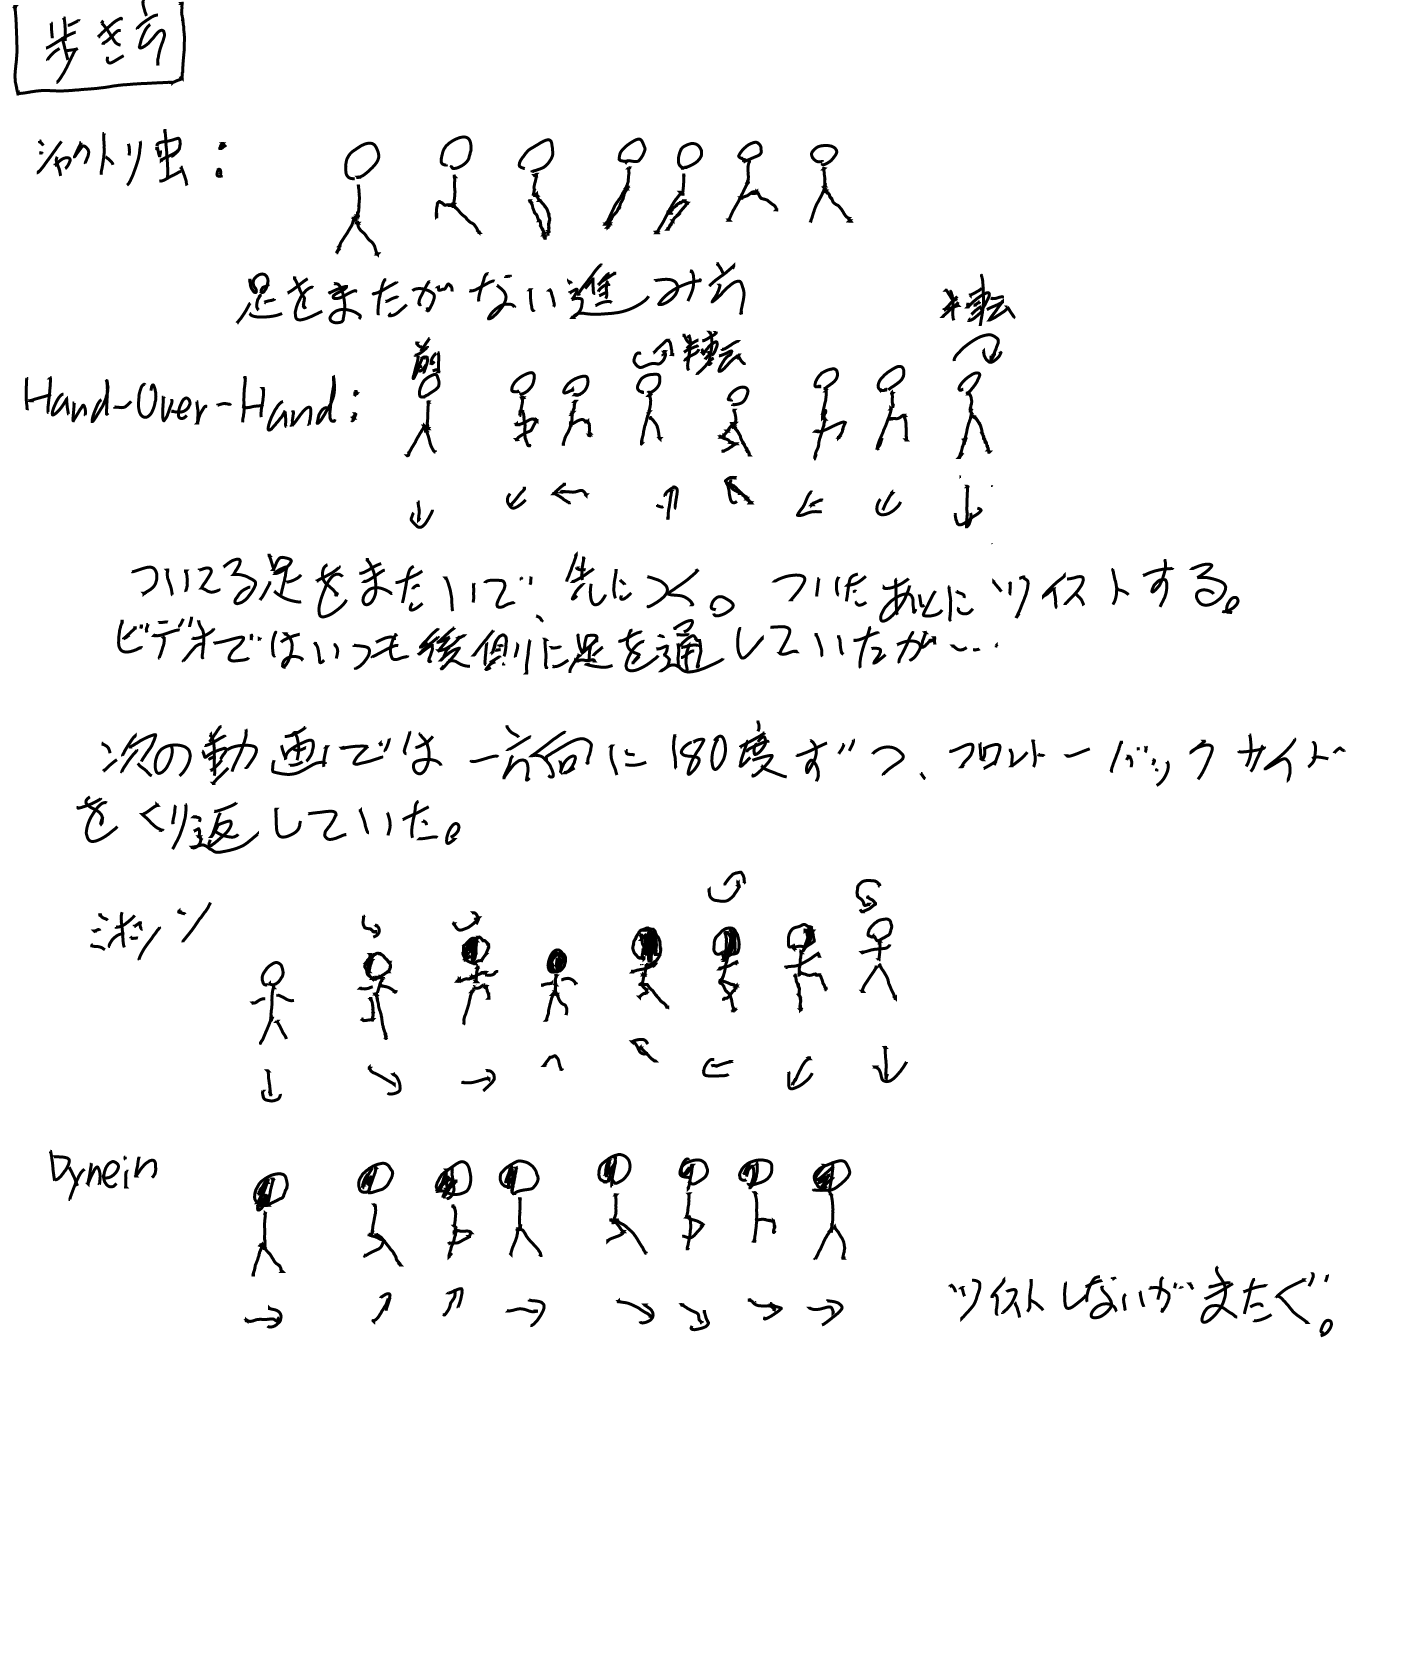 歩き方
シャクトリ虫:
足をまたがない進み方
半転
前 半転
Hand-Over-Hand:
ついてる足をまたいで、先につく。ついたあとにツイストする。
ビデオではいつも後側に足を通していたが…
次の動画では一方向に180度ずつ、フロントーバックサイド
をくり返していた。
ミオシン
Dynein
ツイストしないがまたぐ。